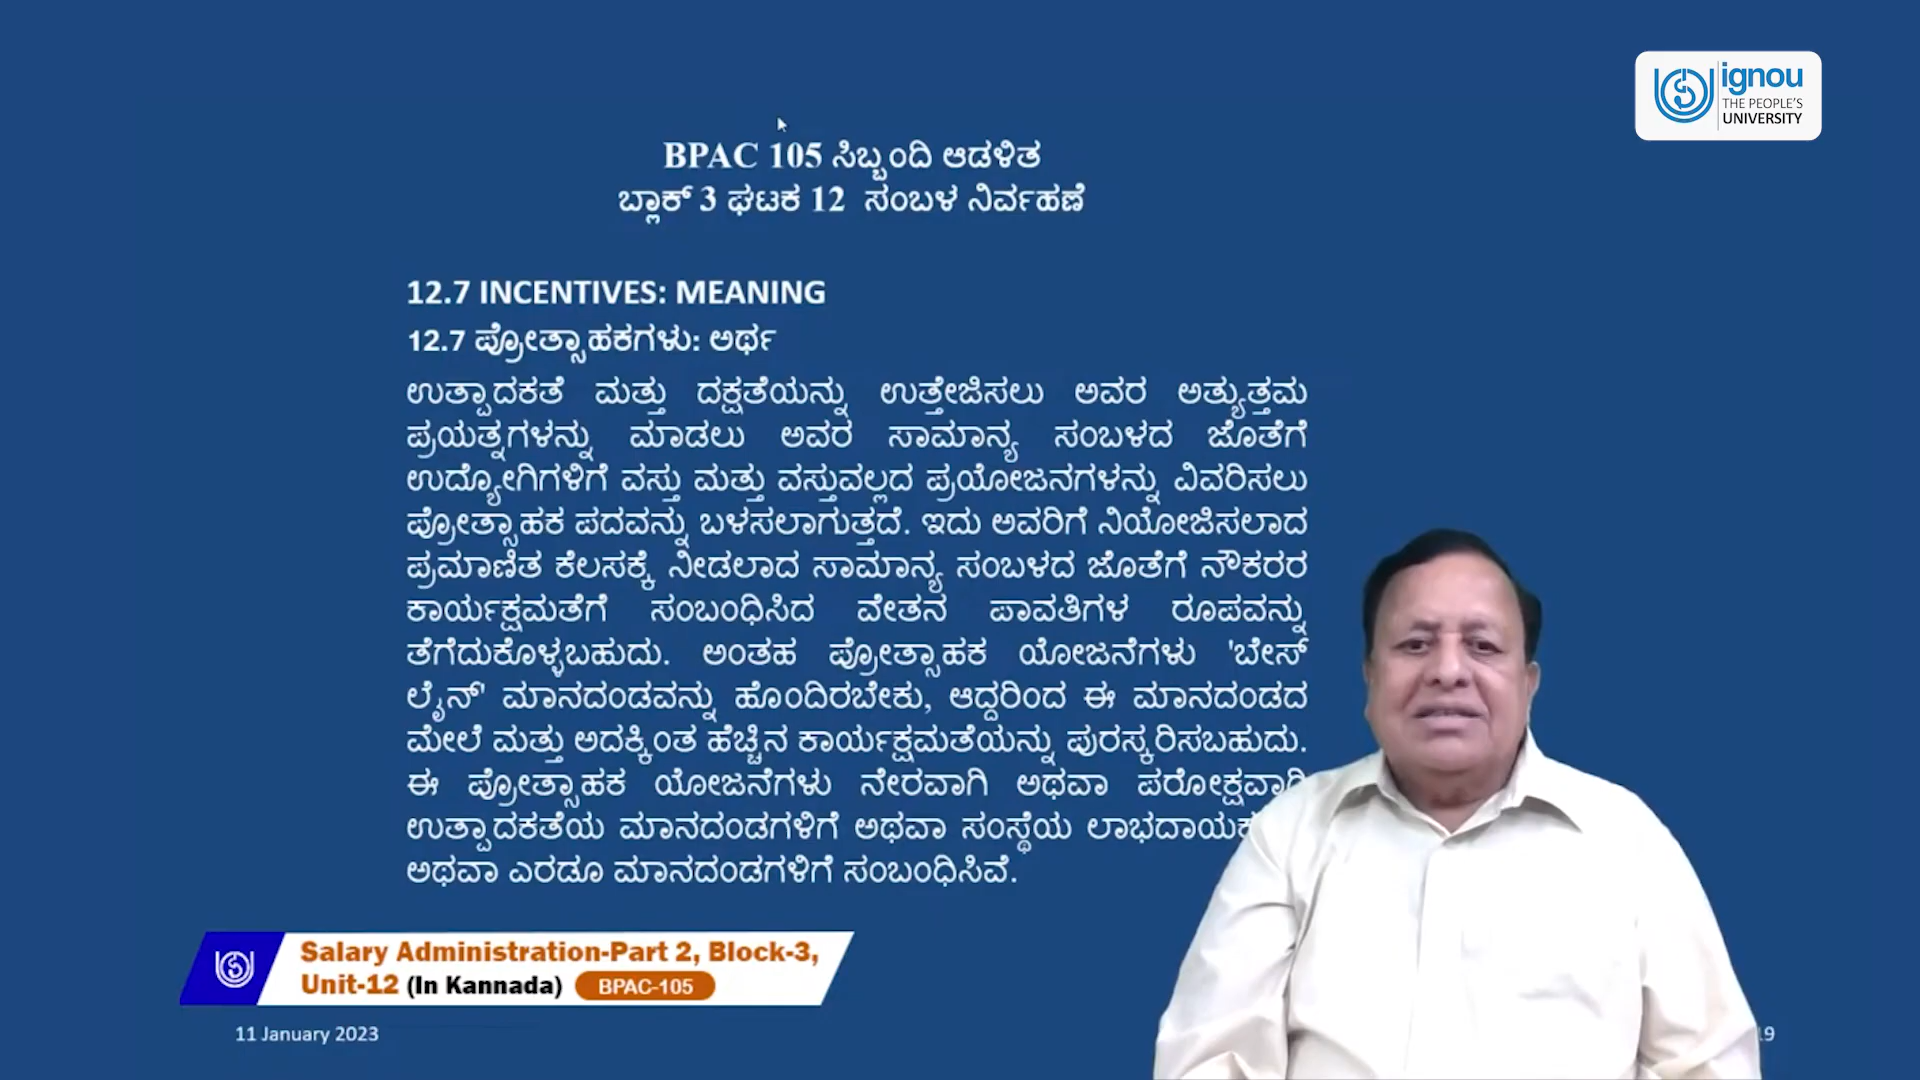 ignou
THE PEOPLE'S
UNIVERSITY
BPAC 105 ಸಿಬ್ಬಂದಿ ಆಡಳಿತ
ಬ್ಲಾಕ್ 3 ಘಟಕ 12 ಸಂಬಳ ನಿರ್ವಹಣೆ
12.7 INCENTIVES: MEANING
12.7 ಪ್ರೋತ್ಸಾಹಕಗಳು: ಅರ್ಥ
ಉತ್ಪಾದಕತೆ ಮತ್ತು ದಕ್ಷತೆಯನ್ನು ಉತ್ತೇಜಿಸಲು ಅವರ ಅತ್ಯುತ್ತಮ
ಪ್ರಯತ್ನಗಳನ್ನು ಮಾಡಲು ಅವರ ಸಾಮಾನ್ಯ ಸಂಬಳದ ಜೊತೆಗೆ
ಉದ್ಯೋಗಿಗಳಿಗೆ ವಸ್ತು ಮತ್ತು ವಸ್ತುವಲ್ಲದ ಪ್ರಯೋಜನಗಳನ್ನು ವಿವರಿಸಲು
ಪ್ರೋತ್ಸಾಹಕ ಪದವನ್ನು ಬಳಸಲಾಗುತ್ತದೆ. ಇದು ಅವರಿಗೆ ನಿಯೋಜಿಸಲಾದ
ಪ್ರಮಾಣಿತ ಕೆಲಸಕ್ಕೆ ನೀಡಲಾದ ಸಾಮಾನ್ಯ ಸಂಬಳದ ಜೊತೆಗೆ ನೌಕರರ
ಕಾರ್ಯಕ್ಷಮತೆಗೆ ಸಂಬಂಧಿಸಿದ ವೇತನ ಪಾವತಿಗಳ ರೂಪವನ್ನು
ತೆಗೆದುಕೊಳ್ಳಬಹುದು. ಅಂತಹ ಪ್ರೋತ್ಸಾಹಕ ಯೋಜನೆಗಳು 'ಬೇಸ್
ಲೈನ್' ಮಾನದಂಡವನ್ನು ಹೊಂದಿರಬೇಕು, ಆದ್ದರಿಂದ ಈ ಮಾನದಂಡದ
ಮೇಲೆ ಮತ್ತು ಅದಕ್ಕಿಂತ ಹೆಚ್ಚಿನ ಕಾರ್ಯಕ್ಷಮತೆಯನ್ನು ಪುರಸ್ಕರಿಸಬಹುದು.
ಈ ಪ್ರೋತ್ಸಾಹಕ ಯೋಜನೆಗಳು ನೇರವಾಗಿ ಅಥವಾ ಪರೋಕ್ಷವಾಗಿ
ಉತ್ಪಾದಕತೆಯ ಮಾನದಂಡಗಳಿಗೆ ಅಥವಾ ಸಂಸ್ಥೆಯ
ಅಥವಾ ಎರಡೂ ಮಾನದಂಡಗಳಿಗೆ ಸಂಬಂಧಿಸಿವೆ.
Salary Administration-Part 2, Block-3,
Unit-12 (In Kannada) BPAC-105
11 January 2023